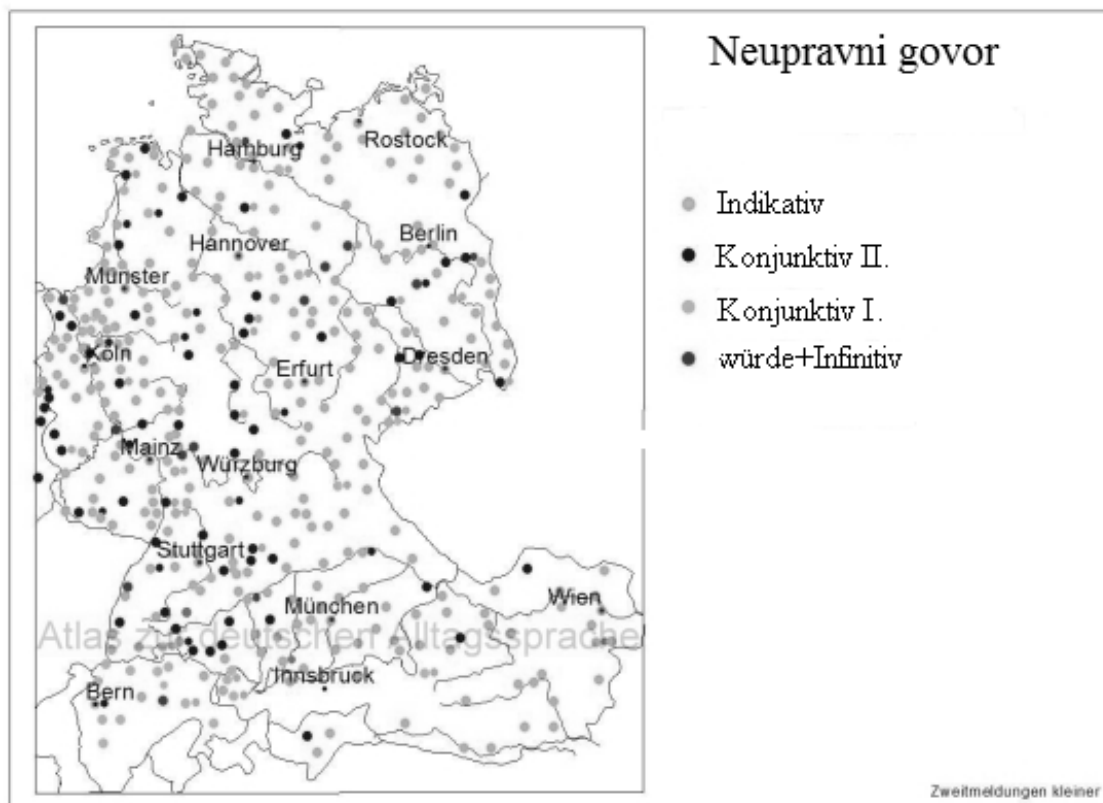 Neupravni govor
Indikativ
Konjunktiv II.
Konjunktiv I.
würde+Infinitiv
Rostock
Hamburg
Berlin
Hannover
Münster
Köln
Erfurt
Dresden
Mainz
Würzburg
Stuttgart
München
Wien
Atlas zur deutschen Alltagssprache
Innsbruck
Bern
Zweitmeldungen kleiner